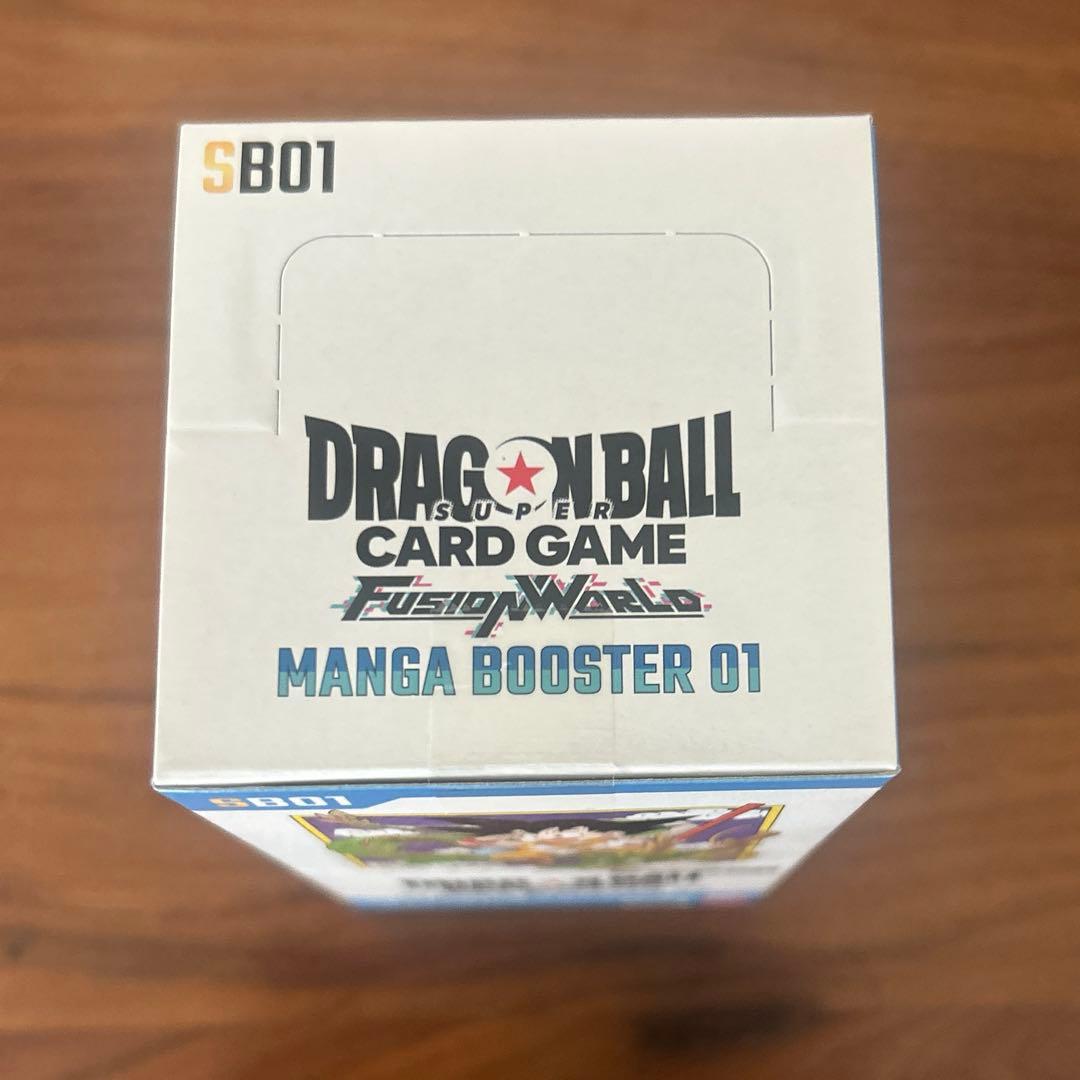 SB01
DRAGON BALL
SUPER
CARD GAME
FUSION WORLD
MANGA BOOSTER 01
SB01